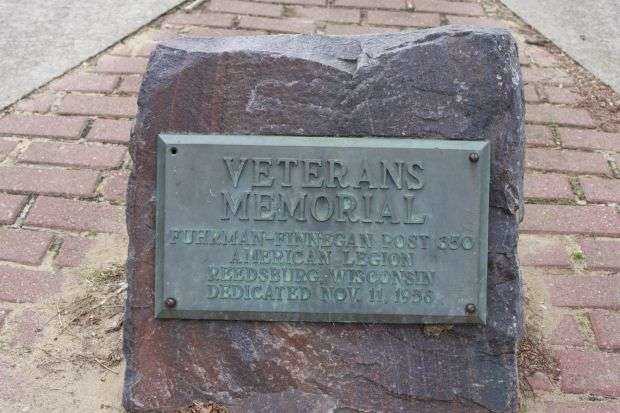 VETERANS
MEMORIAL
FUHRMAN-FINNEGAN POST 350
AMERICAN LEGION
REEDSBURG-WISCONSIN
DEDICATED NOV. 11, 1956